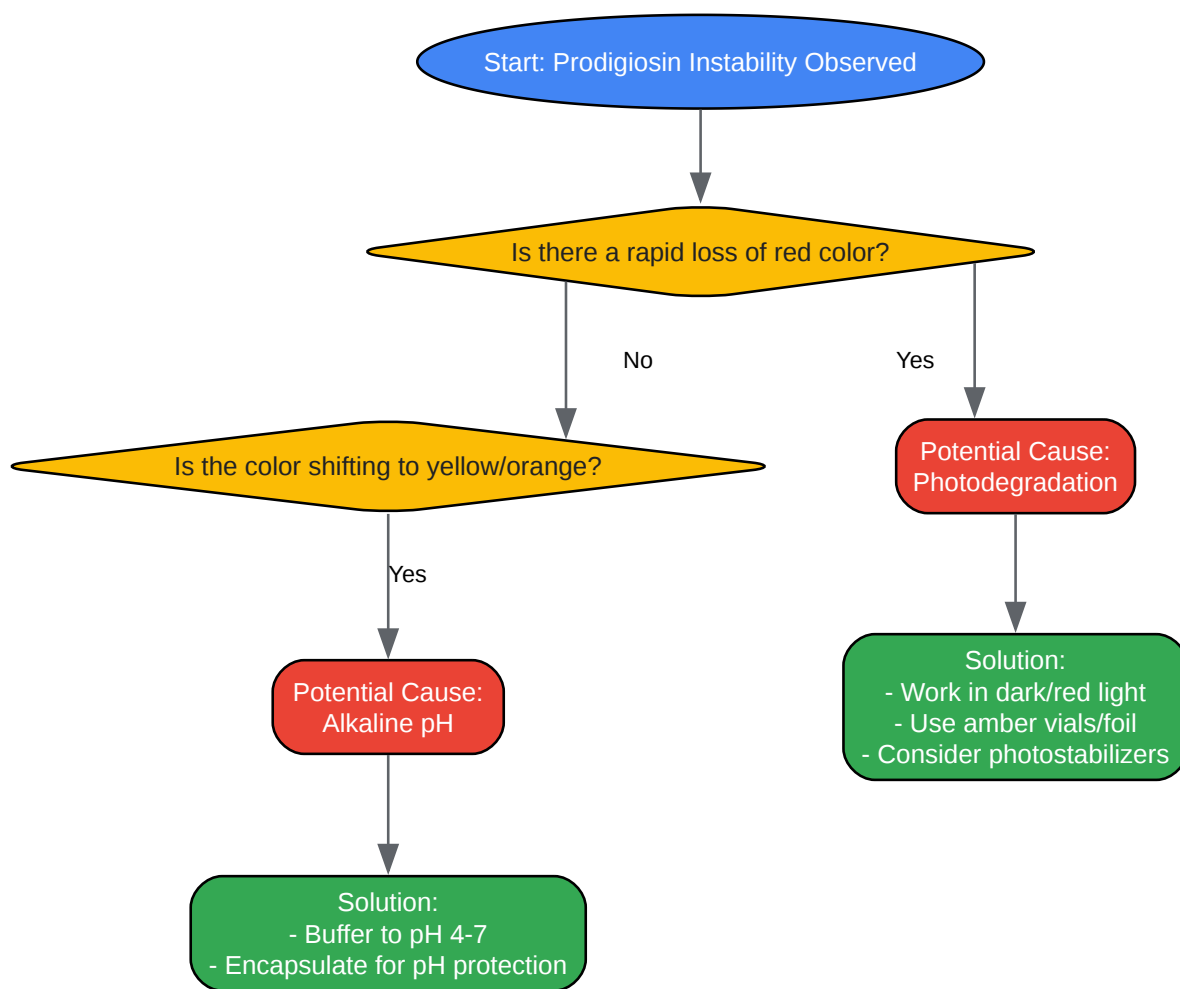 Start: Prodigiosin Instability Observed
Is there a rapid loss of red color?
No
Yes
Is the color shifting to yellow/orange?
Potential Cause:
Photodegradation
Yes
Solution:
- Work in dark/red light
- Use amber vials/foil
- Consider photostabilizers
Potential Cause:
Alkaline pH
Solution:
- Buffer to pH 4-7
- Encapsulate for pH protection